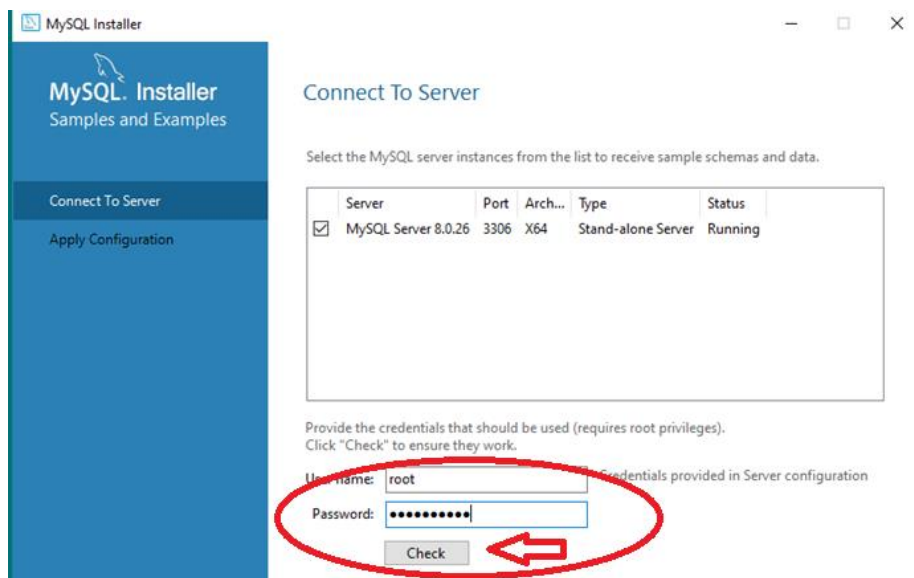 MySQL Installer
MySQL. Installer
Samples and Examples
Connect To Server
Apply Configuration
Connect To Server
Select the MySQL server instances from the list to receive sample schemas and data.
Server Port Arch... Type Status
MySQL Server 8.0.26 3306 X64 Stand-alone Server Running
Provide the credentials that should be used (requires root privileges).
Click "Check" to ensure they work.
User name: root Credentials provided in Server configuration
Password: ••••••••••
Check